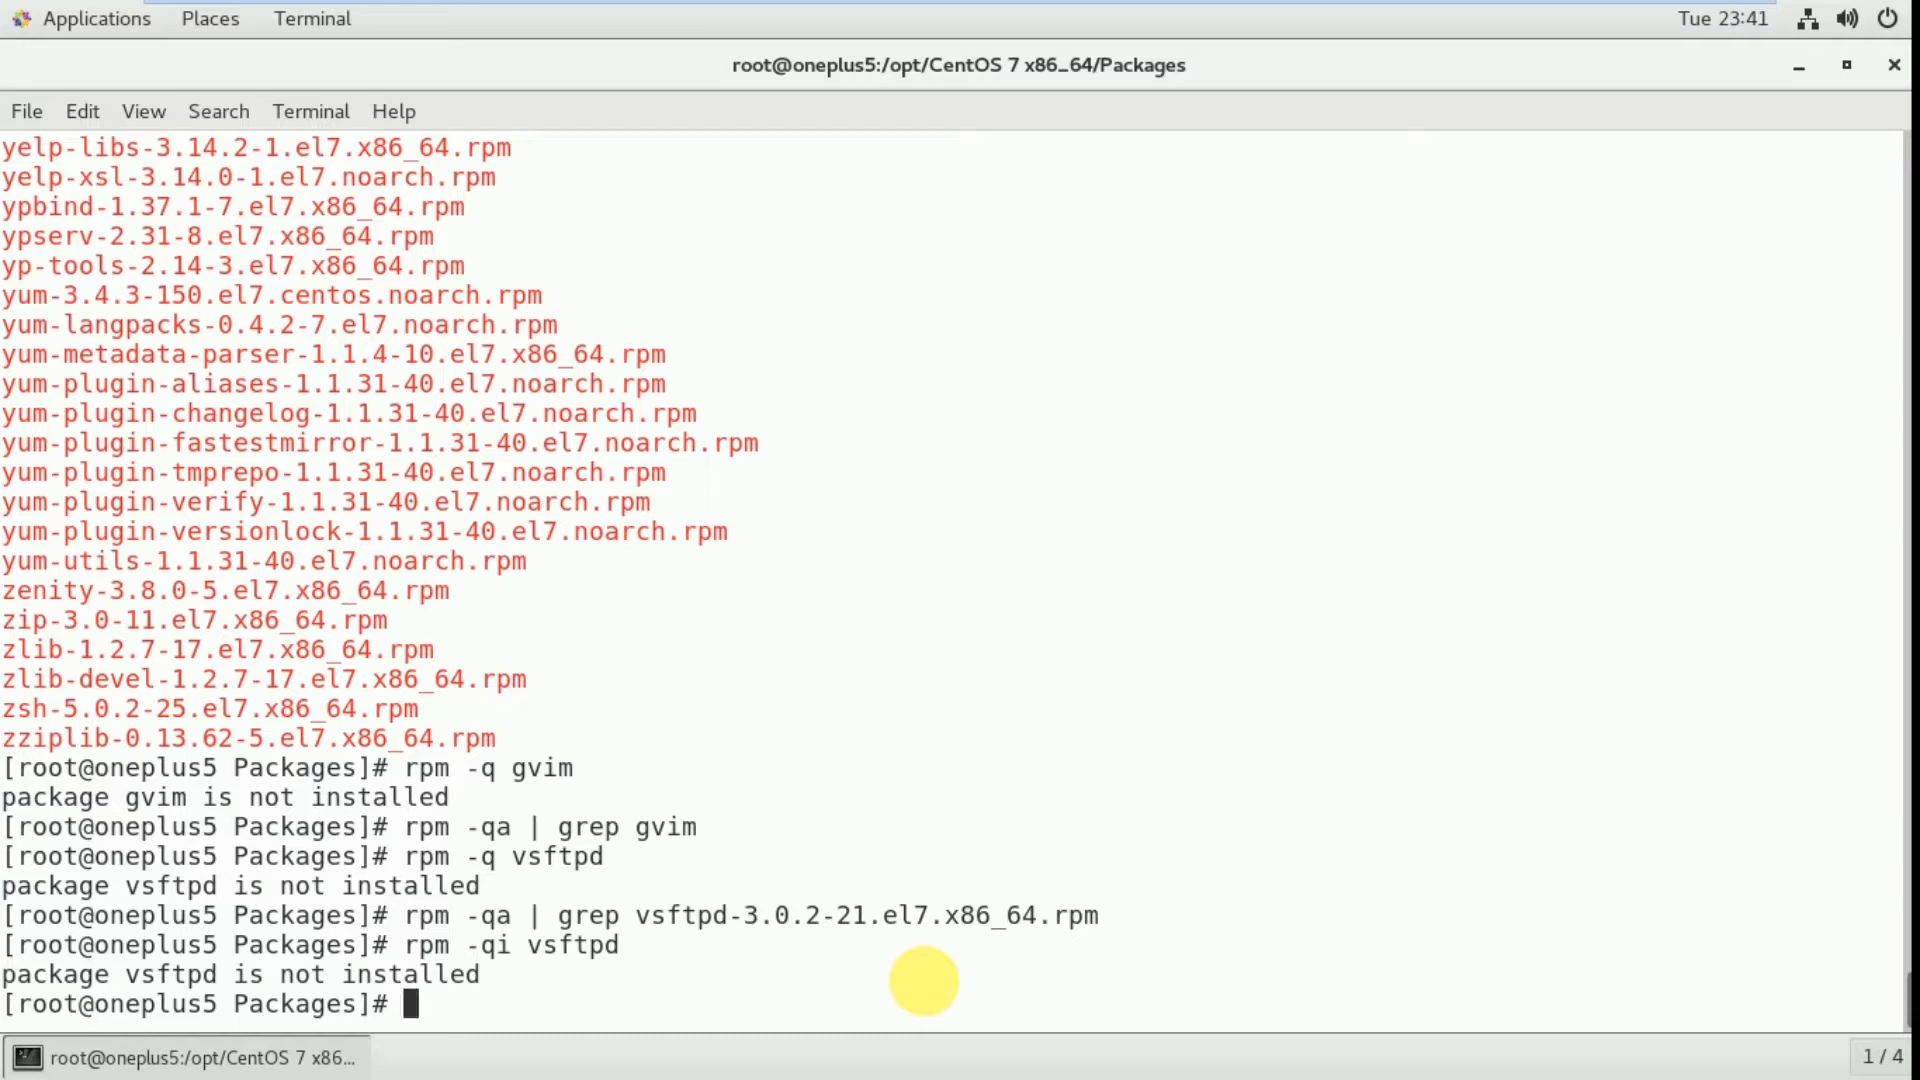 Applications Places Terminal Tue 23:41
root@oneplus5:/opt/CentOS 7 x86_64/Packages
File Edit View Search Terminal Help
yelp-libs-3.14.2-1.el7.x86_64.rpm
yelp-xsl-3.14.0-1.el7.noarch.rpm
ypbind-1.37.1-7.el7.x86_64.rpm
ypserv-2.31-8.el7.x86_64.rpm
yp-tools-2.14-3.el7.x86_64.rpm
yum-3.4.3-150.el7.centos.noarch.rpm
yum-langpacks-0.4.2-7.el7.noarch.rpm
yum-metadata-parser-1.1.4-10.el7.x86_64.rpm
yum-plugin-aliases-1.1.31-40.el7.noarch.rpm
yum-plugin-changelog-1.1.31-40.el7.noarch.rpm
yum-plugin-fastestmirror-1.1.31-40.el7.noarch.rpm
yum-plugin-tmprepo-1.1.31-40.el7.noarch.rpm
yum-plugin-verify-1.1.31-40.el7.noarch.rpm
yum-plugin-versionlock-1.1.31-40.el7.noarch.rpm
yum-utils-1.1.31-40.el7.noarch.rpm
zenity-3.8.0-5.el7.x86_64.rpm
zip-3.0-11.el7.x86_64.rpm
zlib-1.2.7-17.el7.x86_64.rpm
zlib-devel-1.2.7-17.el7.x86_64.rpm
zsh-5.0.2-25.el7.x86_64.rpm
zziplib-0.13.62-5.el7.x86_64.rpm
[root@oneplus5 Packages]# rpm -q gvim
package gvim is not installed
[root@oneplus5 Packages]# rpm -qa | grep gvim
[root@oneplus5 Packages]# rpm -q vsftpd
package vsftpd is not installed
[root@oneplus5 Packages]# rpm -qa | grep vsftpd-3.0.2-21.el7.x86_64.rpm
[root@oneplus5 Packages]# rpm -qi vsftpd
package vsftpd is not installed
[root@oneplus5 Packages]#
root@oneplus5:/opt/CentOS 7 x86... 1 / 4